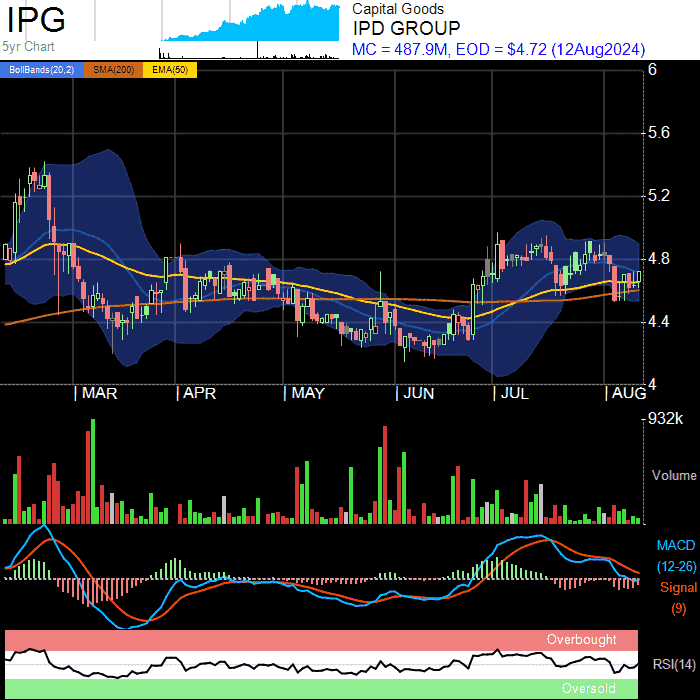 IPG
5yr Chart
Capital Goods
IPD GROUP
MC = 487.9M, EOD = $4.72 (12Aug2024)
BollBands(20,2) SMA(200) EMA(50)
6
5.6
5.2
4.8
4.4
4
MAR APR MAY JUN JUL AUG
932k
Volume
MACD
(12-26)
Signal
(9)
Overbought
RSI(14)
Oversold